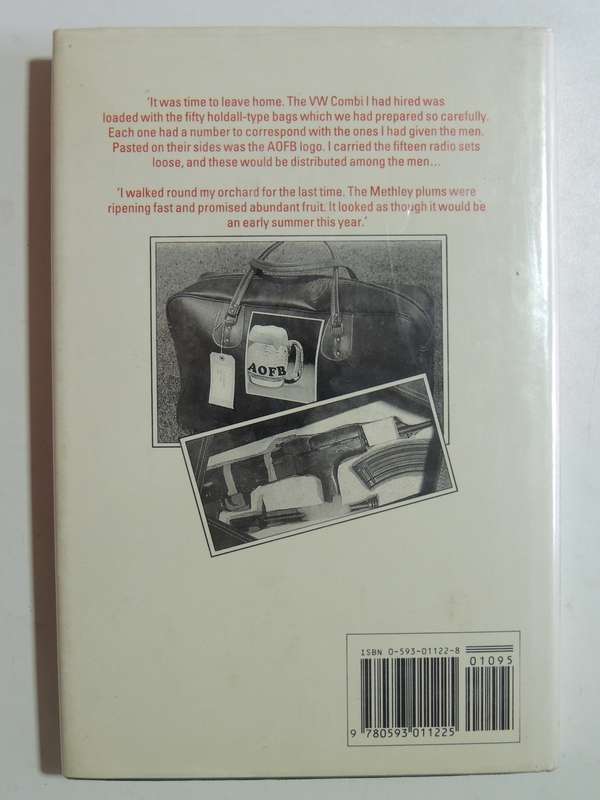 'It was time to leave home. The VW Combi I had hired was
loaded with the fifty holdall-type bags which we had prepared so carefully.
Each one had a number to correspond with the ones I had given the men.
Pasted on their sides was the AOFB logo. I carried the fifteen radio sets
loose, and these would be distributed among the men...
'I walked round my orchard for the last time. The Methley plums were
ripening fast and promised abundant fruit. It looked as though it would be
an early summer this year.'
AOFB
ISBN 0-593-01122-8
01095
9 780593 011225